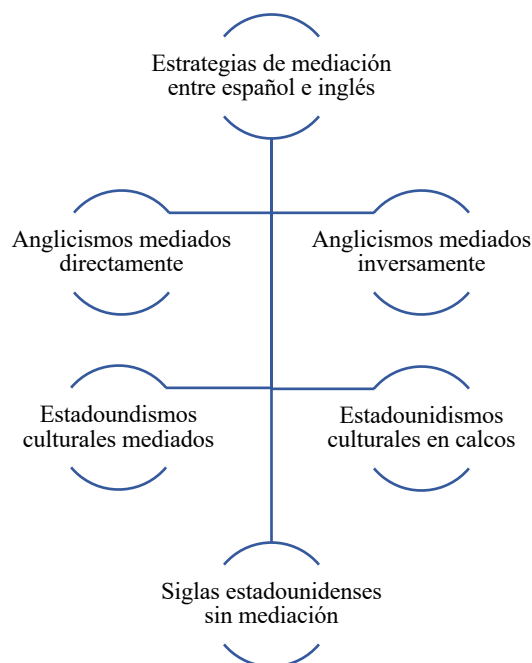 Estrategias de mediación
entre español e inglés
Anglicismos mediados
directamente
Anglicismos mediados
inversamente
Estadoundismos
culturales mediados
Estadounidismos
culturales en calcos
Siglas estadounidenses
sin mediación